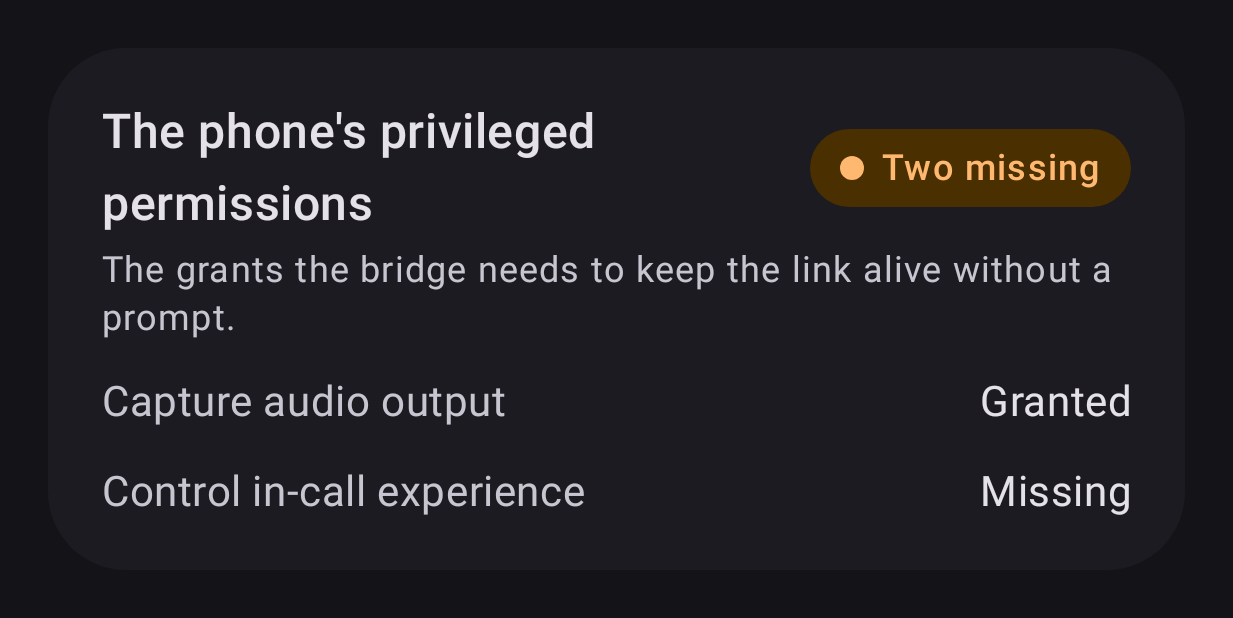 The phone's privileged
permissions
Two missing
The grants the bridge needs to keep the link alive without a
prompt.
Capture audio output Granted
Control in-call experience Missing